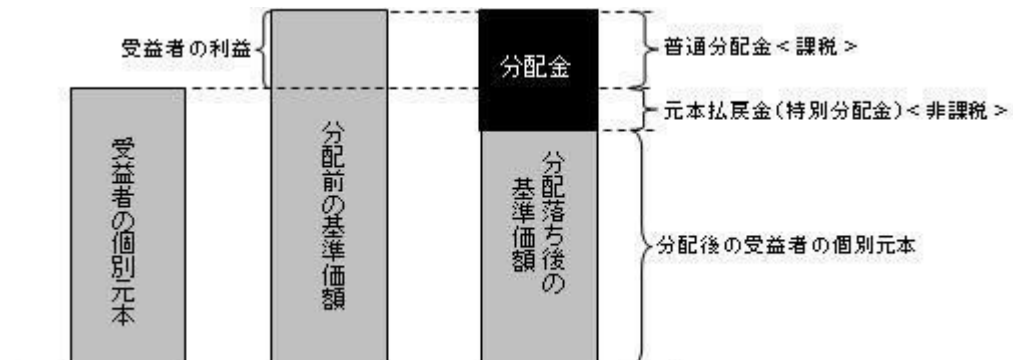 受益者の利益
分配金
普通分配金<課税>
元本払戻金(特別分配金)<非課税>
受益者の個別元本
分配前の基準価額
分配落ち後の
基準価額
分配後の受益者の個別元本